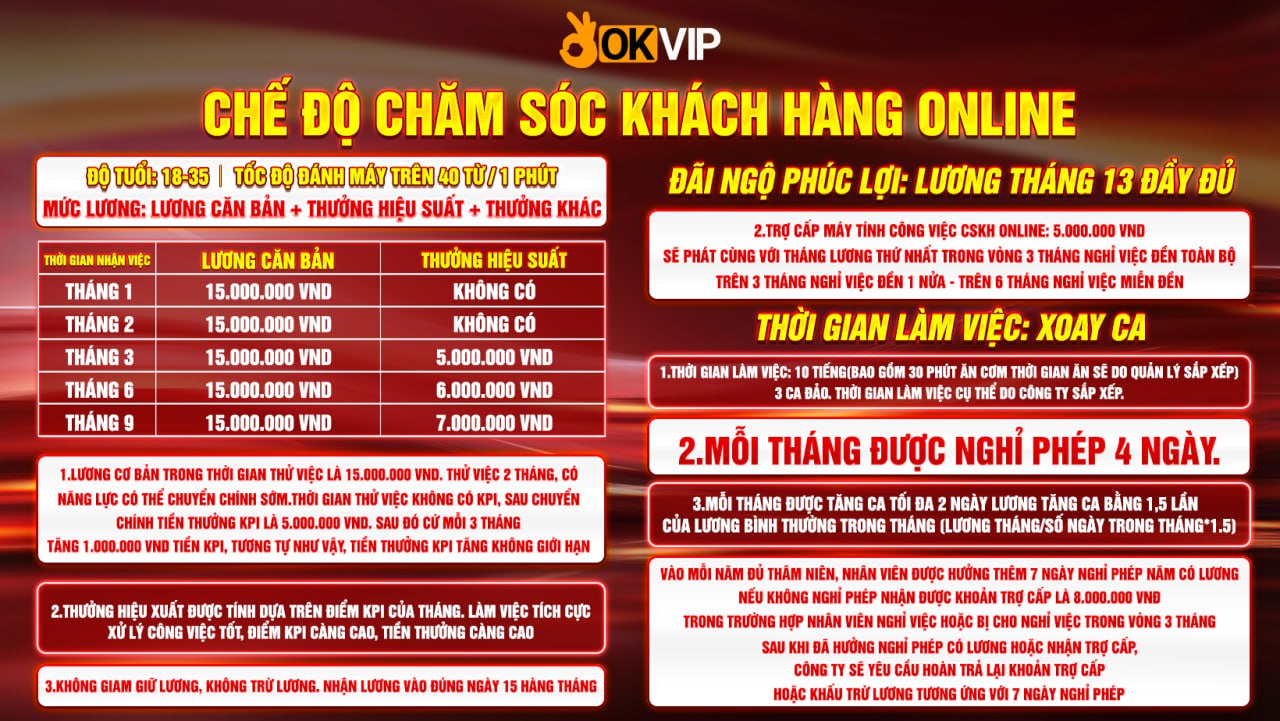 OKVIP
CHẾ ĐỘ CHĂM SÓC KHÁCH HÀNG ONLINE
ĐỘ TUỔI: 18-35 | TỐC ĐỘ ĐÁNH MÁY TRÊN 40 TỪ / 1 PHÚT
MỨC LƯƠNG: LƯƠNG CĂN BẢN + THƯỞNG HIỆU SUẤT + THƯỞNG KHÁC
THỜI GIAN NHẬN VIỆC LƯƠNG CĂN BẢN THƯỞNG HIỆU SUẤT
THÁNG 1 15.000.000 VND KHÔNG CÓ
THÁNG 2 15.000.000 VND KHÔNG CÓ
THÁNG 3 15.000.000 VND 5.000.000 VND
THÁNG 6 15.000.000 VND 6.000.000 VND
THÁNG 9 15.000.000 VND 7.000.000 VND
1.LƯƠNG CƠ BẢN TRONG THỜI GIAN THỬ VIỆC LÀ 15.000.000 VND. THỬ VIỆC 2 THÁNG, CÓ
NĂNG LỰC CÓ THỂ CHUYỂN CHÍNH SỚM.THỜI GIAN THỬ VIỆC KHÔNG CÓ KPI, SAU CHUYỂN
CHÍNH TIỀN THƯỞNG KPI LÀ 5.000.000 VND. SAU ĐÓ CỨ MỖI 3 THÁNG
TĂNG 1.000.000 VND TIỀN KPI, TƯƠNG TỰ NHƯ VẬY, TIỀN THƯỞNG KPI TĂNG KHÔNG GIỚI HẠN
2.THƯỞNG HIỆU XUẤT ĐƯỢC TÍNH DỰA TRÊN ĐIỂM KPI CỦA THÁNG. LÀM VIỆC TÍCH CỰC
XỬ LÝ CÔNG VIỆC TỐT, ĐIỂM KPI CÀNG CAO, TIỀN THƯỞNG CÀNG CAO
3.KHÔNG GIAM GIỮ LƯƠNG, KHÔNG TRỪ LƯƠNG. NHẬN LƯƠNG VÀO ĐÚNG NGÀY 15 HÀNG THÁNG
ĐÃI NGỘ PHÚC LỢI: LƯƠNG THÁNG 13 ĐẦY ĐỦ
2.TRỢ CẤP MÁY TÍNH CÔNG VIỆC CSKH ONLINE: 5.000.000 VND
SẼ PHÁT CÙNG VỚI THÁNG LƯƠNG THỨ NHẤT TRONG VÒNG 3 THÁNG NGHỈ VIỆC ĐỀN TOÀN BỘ
TRÊN 3 THÁNG NGHỈ VIỆC ĐỀN 1 NỬA - TRÊN 6 THÁNG NGHỈ VIỆC MIỄN ĐỀN
THỜI GIAN LÀM VIỆC: XOAY CA
1.THỜI GIAN LÀM VIỆC: 10 TIẾNG(BAO GỒM 30 PHÚT ĂN CƠM THỜI GIAN ĂN SẼ DO QUẢN LÝ SẮP XẾP)
3 CA ĐẢO. THỜI GIAN LÀM VIỆC CỤ THỂ DO CÔNG TY SẮP XẾP.
2.MỖI THÁNG ĐƯỢC NGHỈ PHÉP 4 NGÀY.
3.MỖI THÁNG ĐƯỢC TĂNG CA TỐI ĐA 2 NGÀY LƯƠNG TĂNG CA BẰNG 1,5 LẦN
CỦA LƯƠNG BÌNH THƯỜNG TRONG THÁNG (LƯƠNG THÁNG/SỐ NGÀY TRONG THÁNG*1.5)
VÀO MỖI NĂM ĐỦ THÂM NIÊN, NHÂN VIÊN ĐƯỢC HƯỞNG THÊM 7 NGÀY NGHỈ PHÉP NĂM CÓ LƯƠNG
NẾU KHÔNG NGHỈ PHÉP NHẬN ĐƯỢC KHOẢN TRỢ CẤP LÀ 8.000.000 VNĐ
TRONG TRƯỜNG HỢP NHÂN VIÊN NGHỈ VIỆC HOẶC BỊ CHO NGHỈ VIỆC TRONG VÒNG 3 THÁNG
SAU KHI ĐÃ HƯỞNG NGHỈ PHÉP CÓ LƯƠNG HOẶC NHẬN TRỢ CẤP,
CÔNG TY SẼ YÊU CẦU HOÀN TRẢ LẠI KHOẢN TRỢ CẤP
HOẶC KHẤU TRỪ LƯƠNG TƯƠNG ỨNG VỚI 7 NGÀY NGHỈ PHÉP